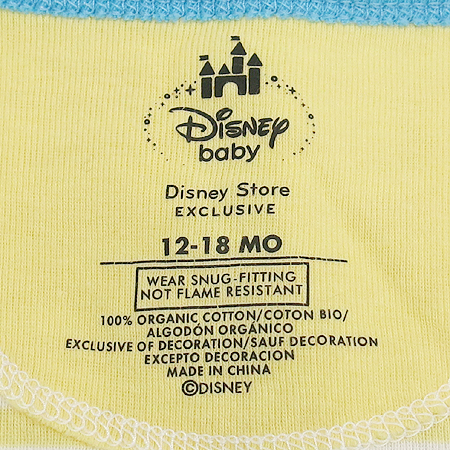 Disney
baby
Disney Store
EXCLUSIVE
12-18 MO
WEAR SNUG-FITTING
NOT FLAME RESISTANT
100% ORGANIC COTTON/COTON BIO/
ALGODÓN ORGÁNICO
EXCLUSIVE OF DECORATION/SAUF DECORATION
EXCEPTO DECORACION
MADE IN CHINA
©DISNEY